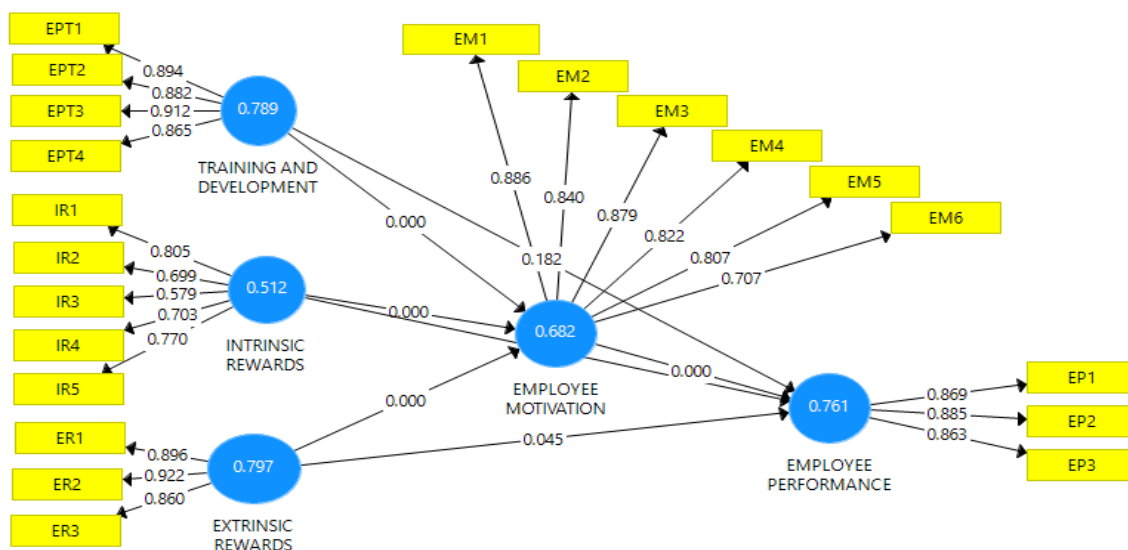 EPT1
EPT2
EPT3
EPT4
0.894
0.882
0.912
0.865
0.789
TRAINING AND
DEVELOPMENT
IR1
IR2
IR3
IR4
IR5
0.805
0.699
0.579
0.703
0.770
0.512
INTRINSIC
REWARDS
ER1
ER2
ER3
0.896
0.922
0.860
0.797
EXTRINSIC
REWARDS
0.000
0.000
0.000
0.182
0.000
0.045
EM1
EM2
EM3
EM4
EM5
EM6
0.886
0.840
0.879
0.822
0.807
0.707
0.682
EMPLOYEE
MOTIVATION
0.761
EMPLOYEE
PERFORMANCE
0.869
0.885
0.863
EP1
EP2
EP3